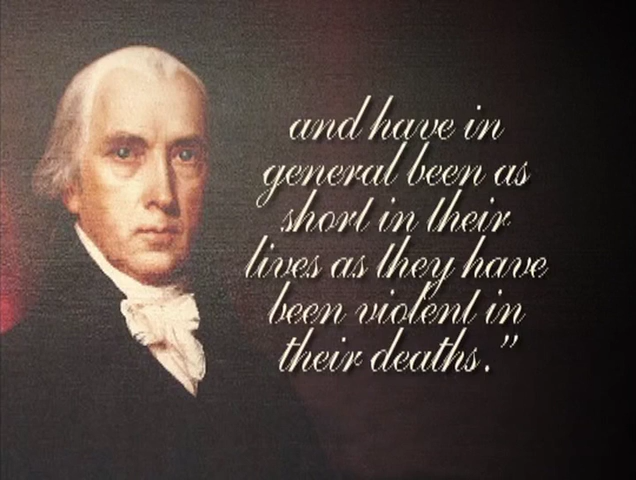 and have in
general been as
short in their
lives as they have
been violent in
their deaths.”